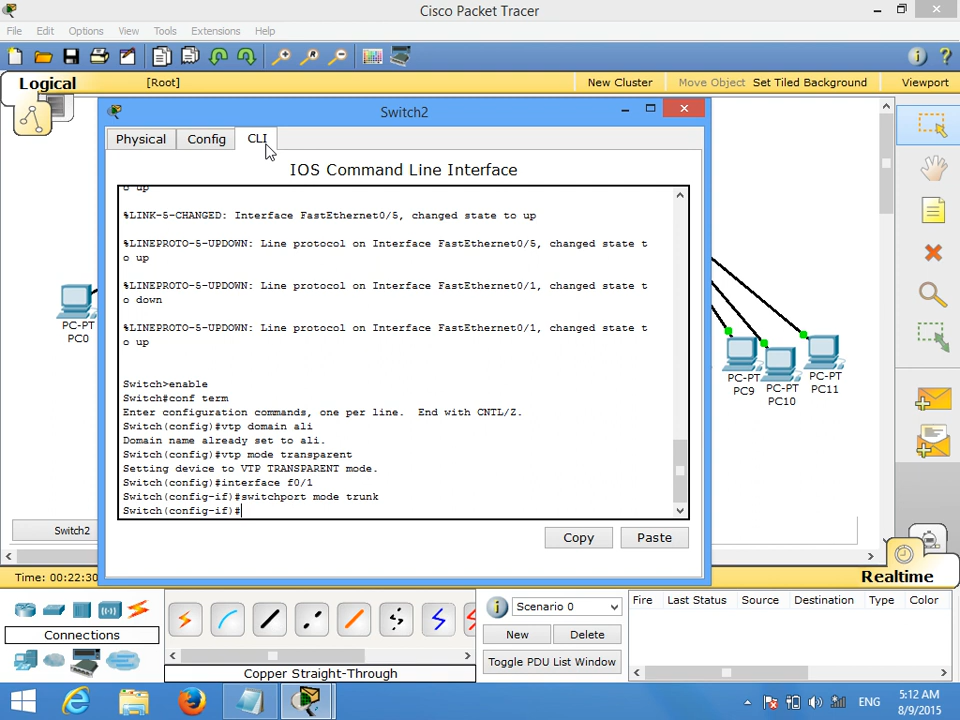 Cisco Packet Tracer
File Edit Options View Tools Extensions Help
Logical [Root] New Cluster Move Object Set Tiled Background Viewport
Switch2
Physical Config CLI
IOS Command Line Interface
o up
%LINK-5-CHANGED: Interface FastEthernet0/5, changed state to up
%LINEPROTO-5-UPDOWN: Line protocol on Interface FastEthernet0/5, changed state t
o up
%LINEPROTO-5-UPDOWN: Line protocol on Interface FastEthernet0/1, changed state t
o down
%LINEPROTO-5-UPDOWN: Line protocol on Interface FastEthernet0/1, changed state t
o up
Switch>enable
Switch#conf term
Enter configuration commands, one per line. End with CNTL/Z.
Switch(config)#vtp domain ali
Domain name already set to ali.
Switch(config)#vtp mode transparent
Setting device to VTP TRANSPARENT mode.
Switch(config)#interface f0/1
Switch(config-if)#switchport mode trunk
Switch(config-if)#
Copy Paste
PC-PT
PC0
PC-PT
PC9
PC-PT
PC10
PC-PT
PC11
Switch2
Time: 00:22:30
Realtime
Connections
Copper Straight-Through
Scenario 0
New Delete
Toggle PDU List Window
Fire Last Status Source Destination Type Color
ENG
5:12 AM
8/9/2015